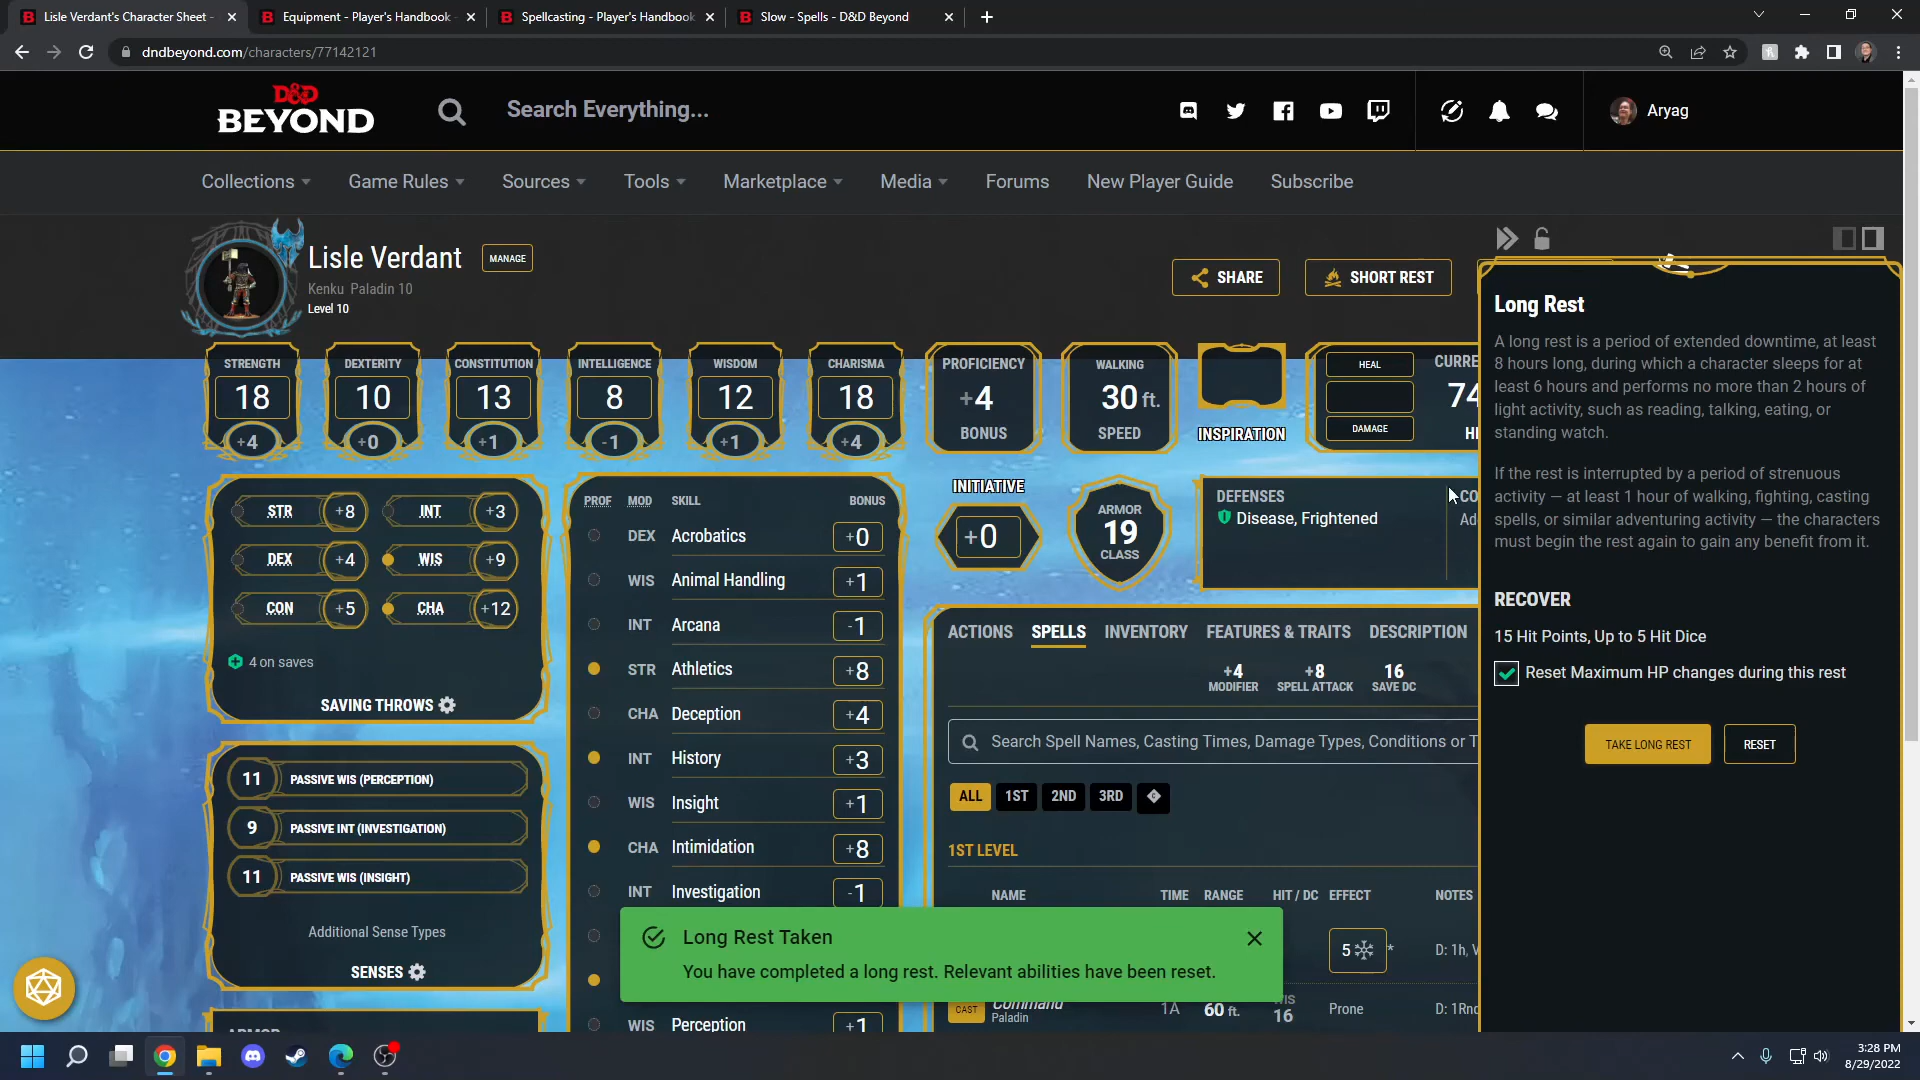 Lisle Verdant's Character Sheet -
Equipment - Player's Handbook -
Spellcasting - Player's Handbook
Slow - Spells - D&D Beyond
dndbeyond.com/characters/77142121
D&D
BEYOND
Search Everything...
Aryag
Collections
Game Rules
Sources
Tools
Marketplace
Media
Forums
New Player Guide
Subscribe
Lisle Verdant
MANAGE
Kenku Paladin 10
Level 10
SHARE
SHORT REST
STRENGTH
18
+4
DEXTERITY
10
+0
CONSTITUTION
13
+1
INTELLIGENCE
8
-1
WISDOM
12
+1
CHARISMA
18
+4
PROFICIENCY
+4
BONUS
WALKING
30 ft.
SPEED
INSPIRATION
HEAL
DAMAGE
CURRE
74
HI
STR +8
INT +3
DEX +4
WIS +9
CON +5
CHA +12
4 on saves
SAVING THROWS
11 PASSIVE WIS (PERCEPTION)
9 PASSIVE INT (INVESTIGATION)
11 PASSIVE WIS (INSIGHT)
Additional Sense Types
SENSES
PROF MOD SKILL BONUS
DEX Acrobatics +0
WIS Animal Handling +1
INT Arcana -1
STR Athletics +8
CHA Deception +4
INT History +3
WIS Insight +1
CHA Intimidation +8
INT Investigation -1
WIS Perception +1
INITIATIVE
+0
ARMOR
19
CLASS
DEFENSES
Disease, Frightened
CO
Ad
ACTIONS
SPELLS
INVENTORY
FEATURES & TRAITS
DESCRIPTION
+4
MODIFIER
+8
SPELL ATTACK
16
SAVE DC
Search Spell Names, Casting Times, Damage Types, Conditions or T
ALL
1ST
2ND
3RD
C
1ST LEVEL
NAME TIME RANGE HIT / DC EFFECT NOTES
5 * D: 1h, V
CAST Command 1A 60 ft. WIS 16 Prone D: 1Rnd
Paladin
Long Rest Taken
You have completed a long rest. Relevant abilities have been reset.
Long Rest
A long rest is a period of extended downtime, at least
8 hours long, during which a character sleeps for at
least 6 hours and performs no more than 2 hours of
light activity, such as reading, talking, eating, or
standing watch.
If the rest is interrupted by a period of strenuous
activity — at least 1 hour of walking, fighting, casting
spells, or similar adventuring activity — the characters
must begin the rest again to gain any benefit from it.
RECOVER
15 Hit Points, Up to 5 Hit Dice
Reset Maximum HP changes during this rest
TAKE LONG REST
RESET
3:28 PM
8/29/2022